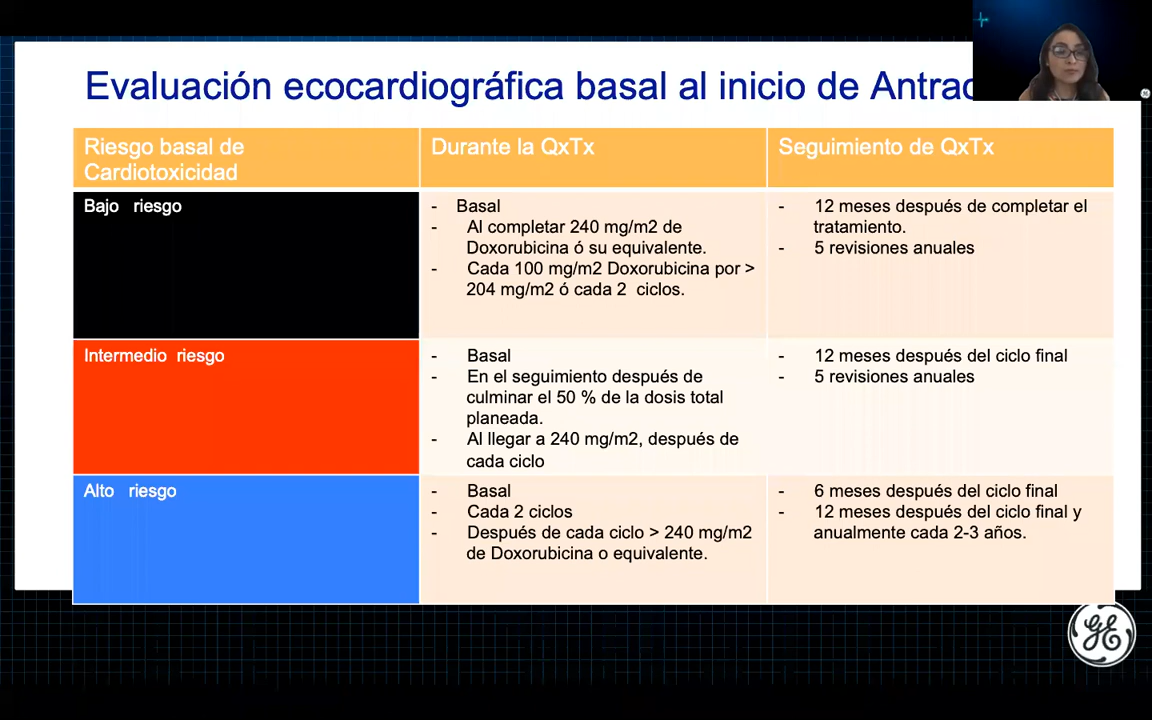 Evaluación ecocardiográfica basal al inicio de
Riesgo basal de
Cardiotoxicidad
Durante la QxTx
Seguimiento de QxTx
Bajo riesgo
- Basal
- Al completar 240 mg/m2 de
Doxorubicina ó su equivalente.
- Cada 100 mg/m2 Doxorubicina por >
204 mg/m2 ó cada 2 ciclos.
- 12 meses después de completar el
tratamiento.
- 5 revisiones anuales
Intermedio riesgo
- Basal
- En el seguimiento después de
culminar el 50 % de la dosis total
planeada.
- Al llegar a 240 mg/m2, después de
cada ciclo
- 12 meses después del ciclo final
- 5 revisiones anuales
Alto riesgo
- Basal
- Cada 2 ciclos
- Después de cada ciclo > 240 mg/m2
de Doxorubicina o equivalente.
- 6 meses después del ciclo final
- 12 meses después del ciclo final y
anualmente cada 2-3 años.
GE